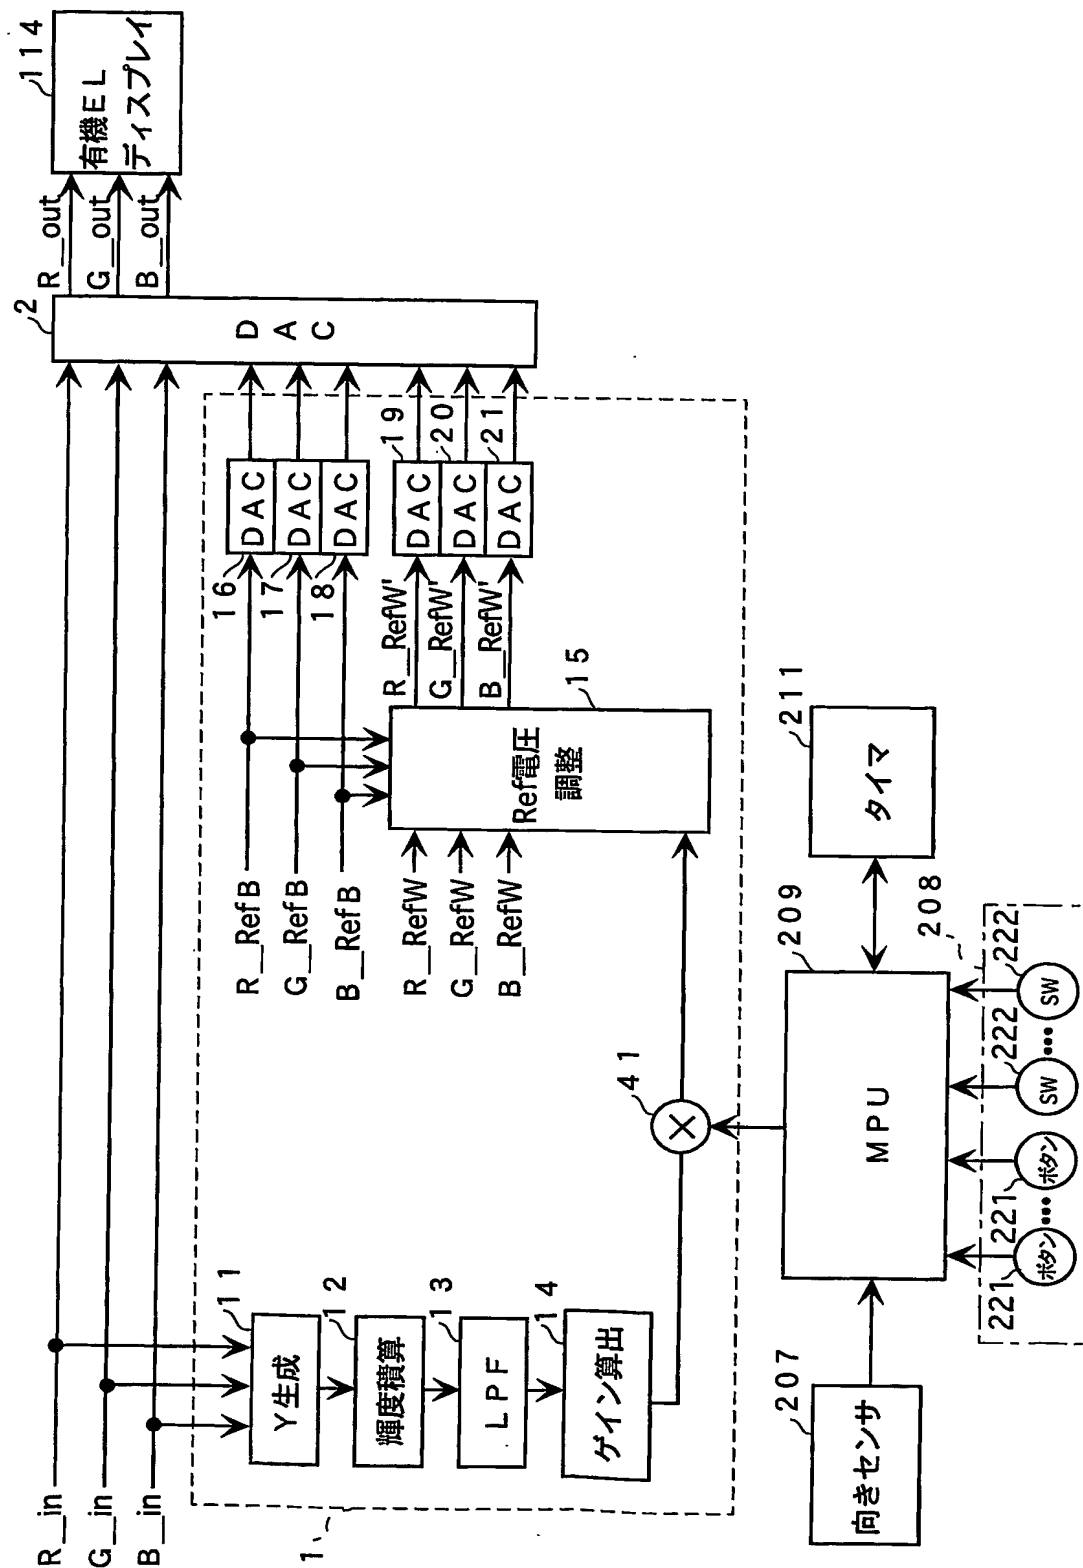 R_in
G_in
B_in
1
11
Y生成
12
輝度積算
13
LPF
14
ゲイン算出
R_RefB
G_RefB
B_RefB
R_RefW
G_RefW
B_RefW
Ref電圧
調整
15
16
DAC
17
DAC
18
DAC
R_RefW'
G_RefW'
B_RefW'
19
DAC
20
DAC
21
DAC
2
DAC
R_out
G_out
B_out
114
有機EL
ディスプレイ
41
×
207
向きセンサ
209
MPU
211
タイマ
208
221
ボタン
221
ボタン
222
SW
222
SW